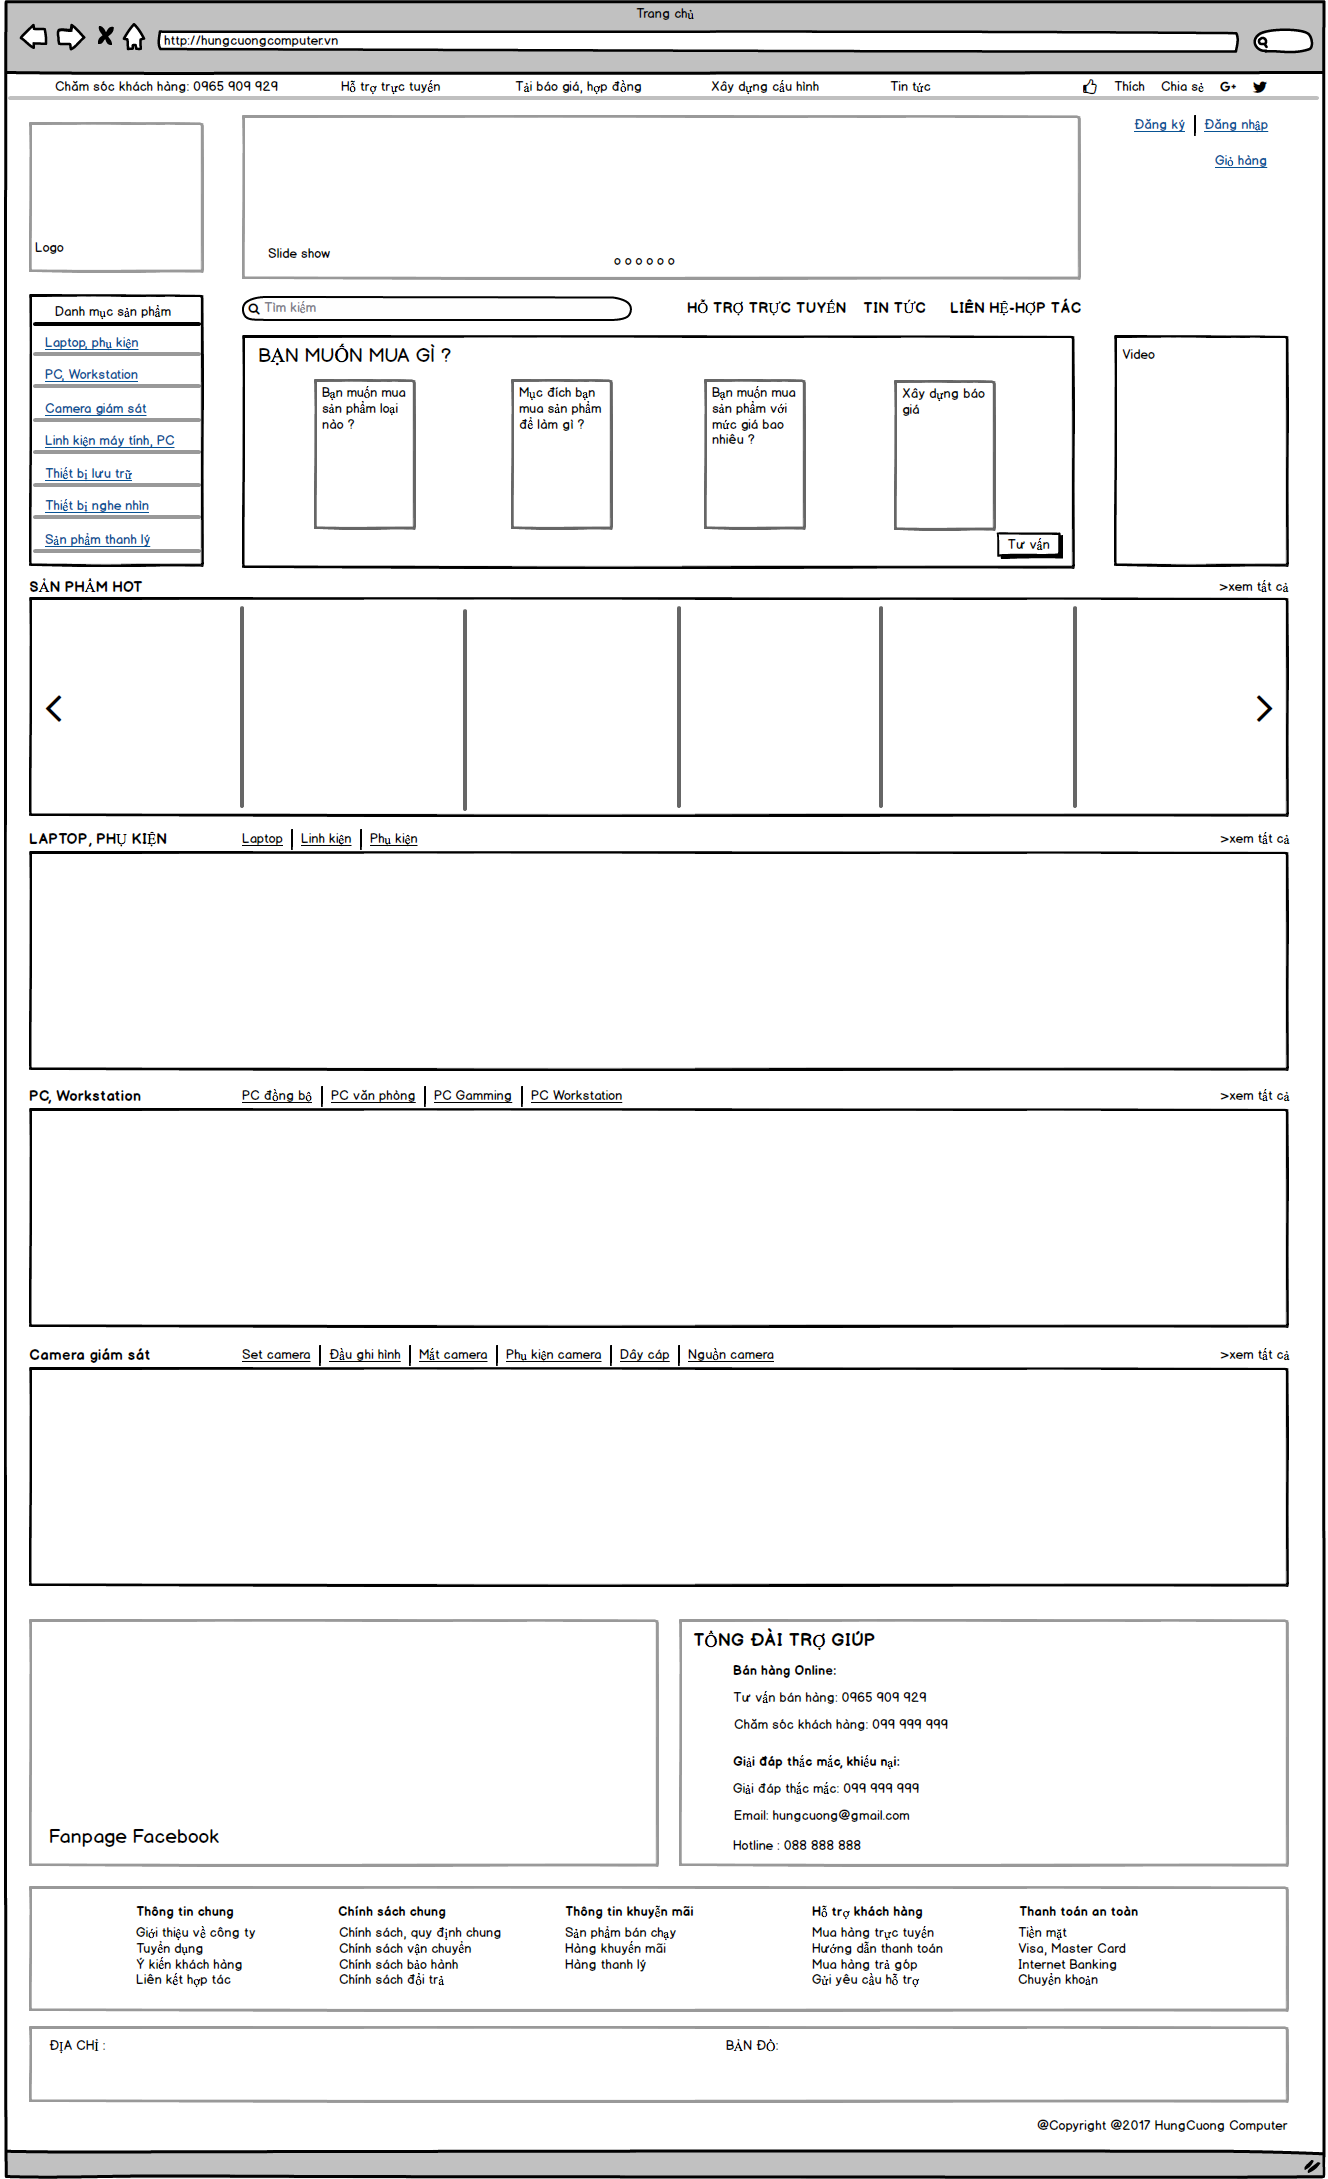 Trang chủ
http://hungcuongcomputer.vn
Chăm sóc khách hàng: 0965 909 929 Hỗ trợ trực tuyến Tải báo giá, hợp đồng Xây dựng cấu hình Tin tức Thích Chia sẻ G+
Đăng ký Đăng nhập
Giỏ hàng
Logo
Slide show
Danh mục sản phẩm
Laptop, phụ kiện
PC, Workstation
Camera giám sát
Linh kiện máy tính, PC
Thiết bị lưu trữ
Thiết bị nghe nhìn
Sản phẩm thanh lý
Tìm kiếm
HỖ TRỢ TRỰC TUYẾN TIN TỨC LIÊN HỆ-HỢP TÁC
BẠN MUỐN MUA GÌ ?
Bạn muốn mua
sản phẩm loại
nào ?
Mục đích bạn
mua sản phẩm
để làm gì ?
Bạn muốn mua
sản phẩm với
mức giá bao
nhiêu ?
Xây dựng báo
giá
Tư vấn
Video
SẢN PHẨM HOT >xem tất cả
LAPTOP, PHỤ KIỆN Laptop Linh kiện Phụ kiện >xem tất cả
PC, Workstation PC đồng bộ PC văn phòng PC Gamming PC Workstation >xem tất cả
Camera giám sát Set camera Đầu ghi hình Mắt camera Phụ kiện camera Dây cáp Nguồn camera >xem tất cả
Fanpage Facebook
TỔNG ĐÀI TRỢ GIÚP
Bán hàng Online:
Tư vấn bán hàng: 0965 909 929
Chăm sóc khách hàng: 099 999 999
Giải đáp thắc mắc, khiếu nại:
Giải đáp thắc mắc: 099 999 999
Email: hungcuong@gmail.com
Hotline : 088 888 888
Thông tin chung
Giới thiệu về công ty
Tuyển dụng
Ý kiến khách hàng
Liên kết hợp tác
Chính sách chung
Chính sách, quy định chung
Chính sách vận chuyển
Chính sách bảo hành
Chính sách đổi trả
Thông tin khuyễn mãi
Sản phẩm bán chạy
Hàng khuyến mãi
Hàng thanh lý
Hỗ trợ khách hàng
Mua hàng trực tuyến
Hướng dẫn thanh toán
Mua hàng trả góp
Gửi yêu cầu hỗ trợ
Thanh toán an toàn
Tiền mặt
Visa, Master Card
Internet Banking
Chuyển khoản
ĐỊA CHỈ : BẢN ĐỒ:
@Copyright @2017 HungCuong Computer